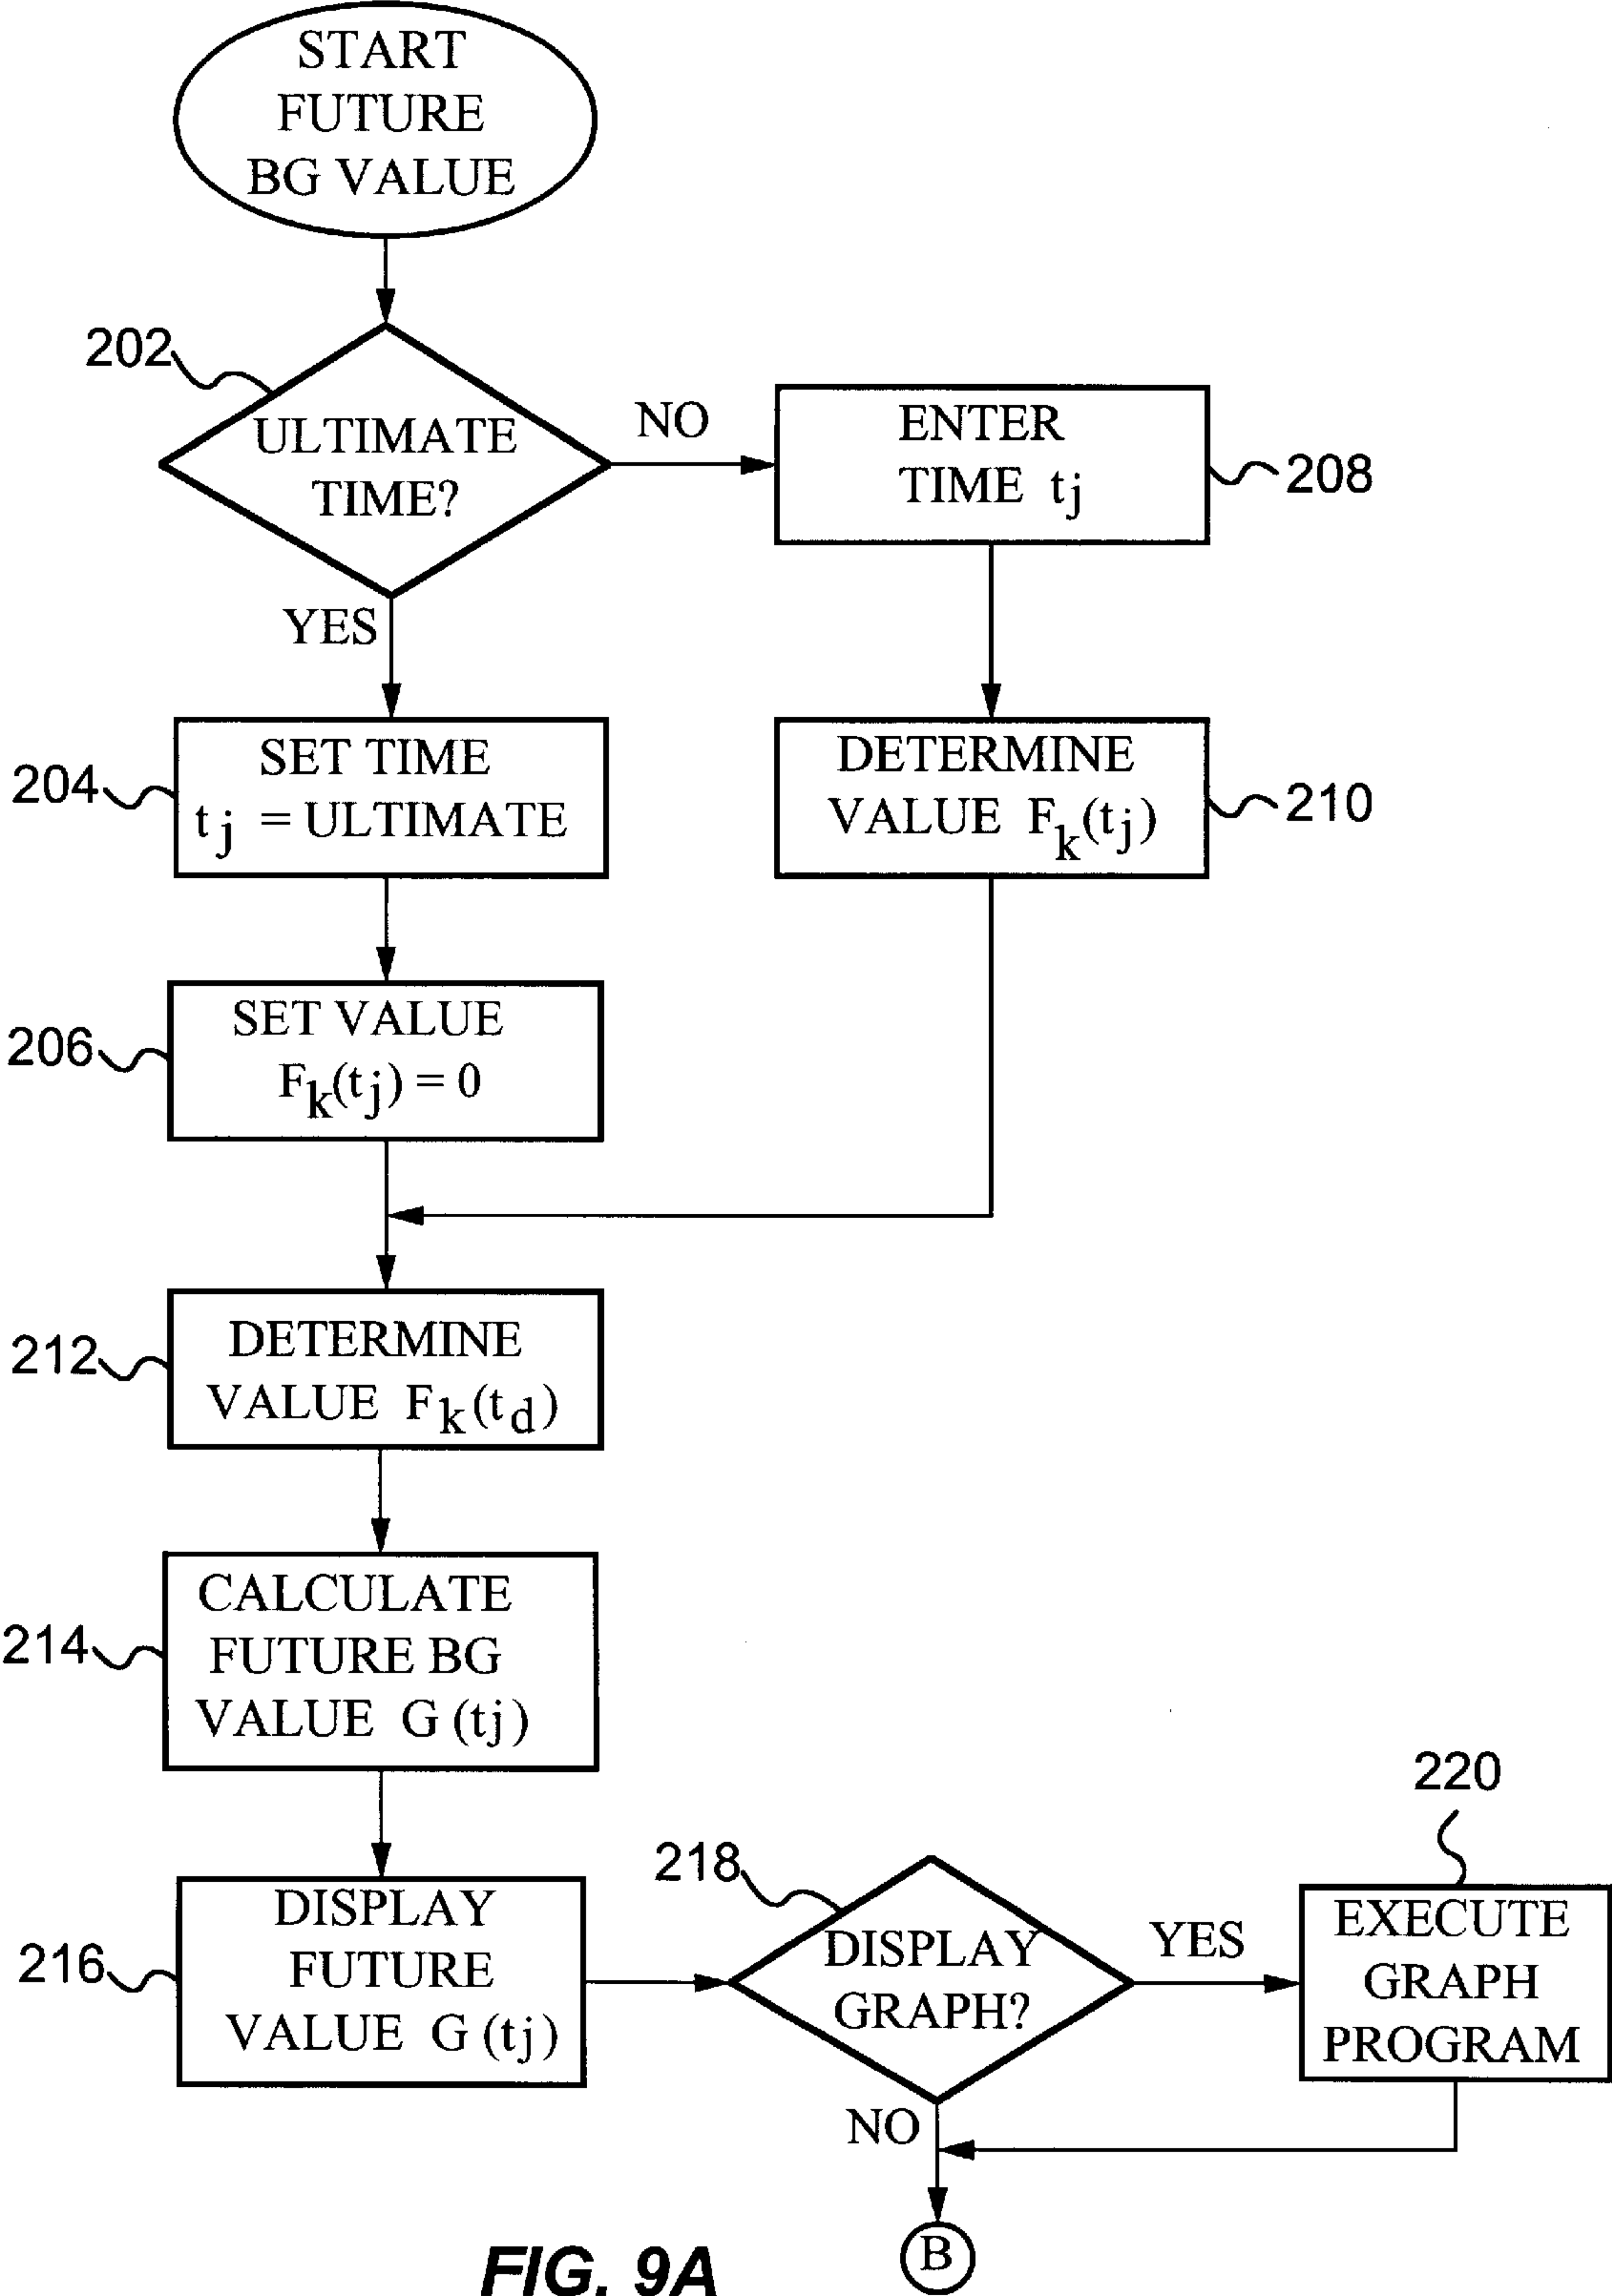 START
FUTURE
BG VALUE
202
ULTIMATE
TIME?
NO
ENTER
TIME tj
208
YES
SET TIME
tj = ULTIMATE
204
DETERMINE
VALUE Fk(tj)
210
SET VALUE
Fk(tj) = 0
206
DETERMINE
VALUE Fk(td)
212
CALCULATE
FUTURE BG
VALUE G (tj)
214
DISPLAY
FUTURE
VALUE G (tj)
216
218
DISPLAY
GRAPH?
YES
220
EXECUTE
GRAPH
PROGRAM
NO
B
FIG. 9A